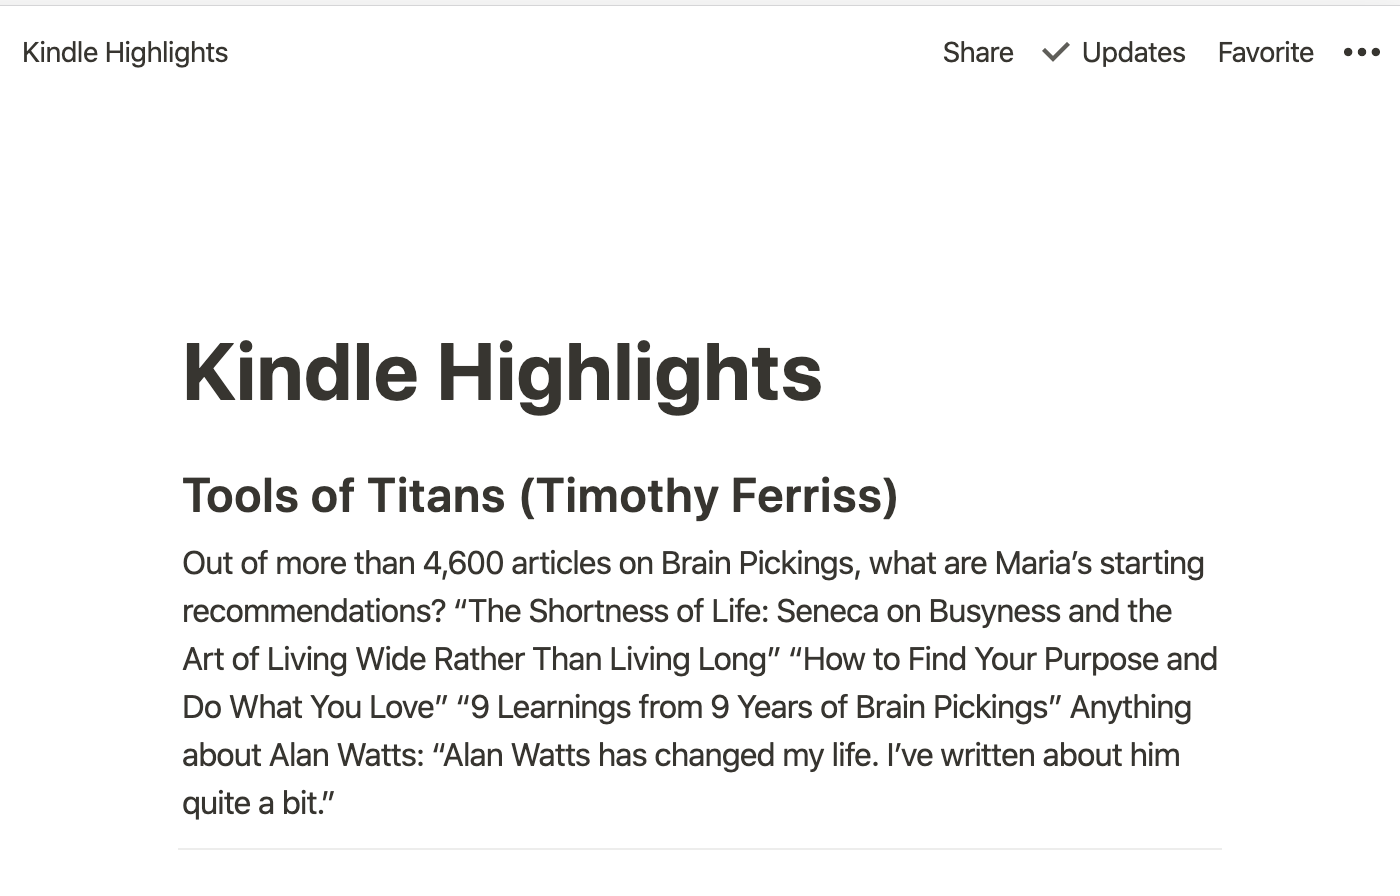 Kindle Highlights
Share ✓ Updates Favorite •••
Kindle Highlights
Tools of Titans (Timothy Ferriss)
Out of more than 4,600 articles on Brain Pickings, what are Maria’s starting
recommendations? “The Shortness of Life: Seneca on Busyness and the
Art of Living Wide Rather Than Living Long” “How to Find Your Purpose and
Do What You Love” “9 Learnings from 9 Years of Brain Pickings” Anything
about Alan Watts: “Alan Watts has changed my life. I’ve written about him
quite a bit.”